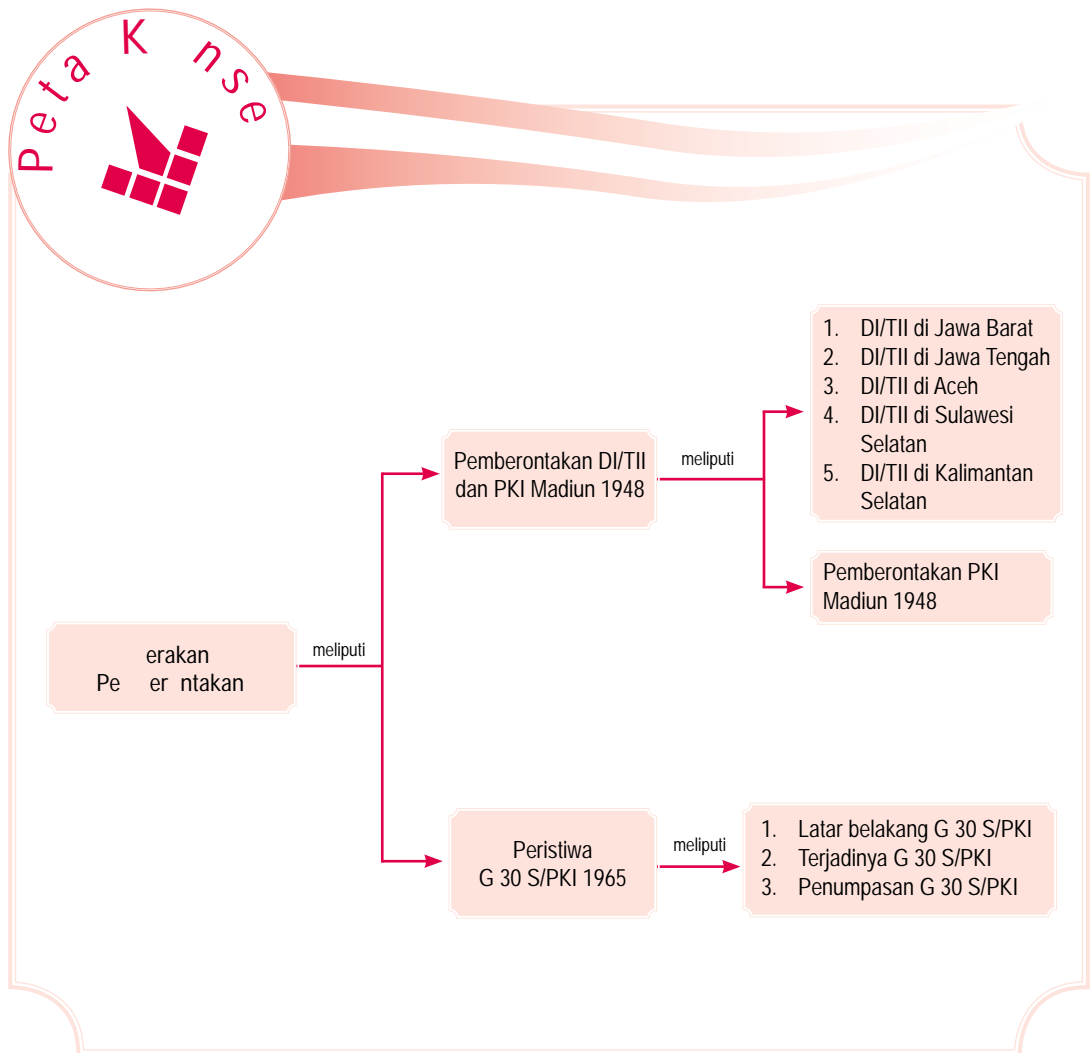 Peta K nse
erakan
Pe er ntakan
meliputi
Pemberontakan DI/TII
dan PKI Madiun 1948
meliputi
1. DI/TII di Jawa Barat
2. DI/TII di Jawa Tengah
3. DI/TII di Aceh
4. DI/TII di Sulawesi
Selatan
5. DI/TII di Kalimantan
Selatan
Pemberontakan PKI
Madiun 1948
Peristiwa
G 30 S/PKI 1965
meliputi
1. Latar belakang G 30 S/PKI
2. Terjadinya G 30 S/PKI
3. Penumpasan G 30 S/PKI